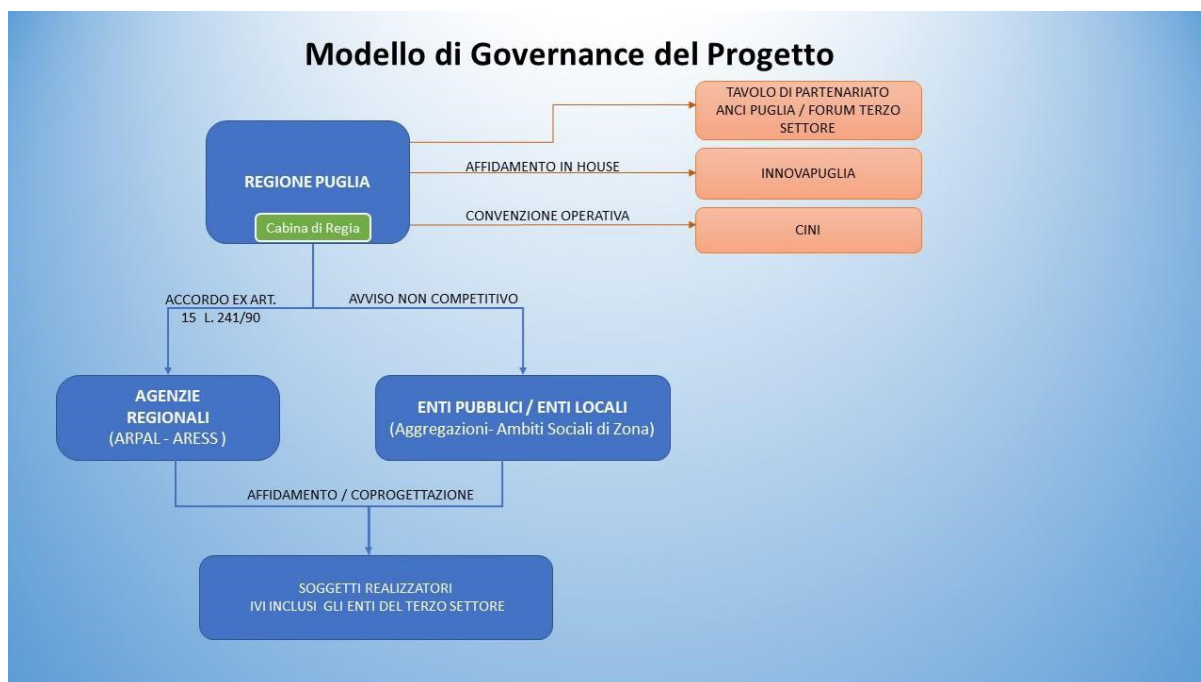 Modello di Governance del Progetto
TAVOLO DI PARTENARIATO
ANCI PUGLIA / FORUM TERZO
SETTORE
AFFIDAMENTO IN HOUSE
INNOVAPUGLIA
REGIONE PUGLIA
CONVENZIONE OPERATIVA
CINI
Cabina di Regia
ACCORDO EX ART.
15 L. 241/90
AVVISO NON COMPETITIVO
AGENZIE
REGIONALI
(ARPAL - ARESS )
ENTI PUBBLICI / ENTI LOCALI
(Aggregazioni- Ambiti Sociali di Zona)
AFFIDAMENTO / COPROGETTAZIONE
SOGGETTI REALIZZATORI
IVI INCLUSI GLI ENTI DEL TERZO SETTORE